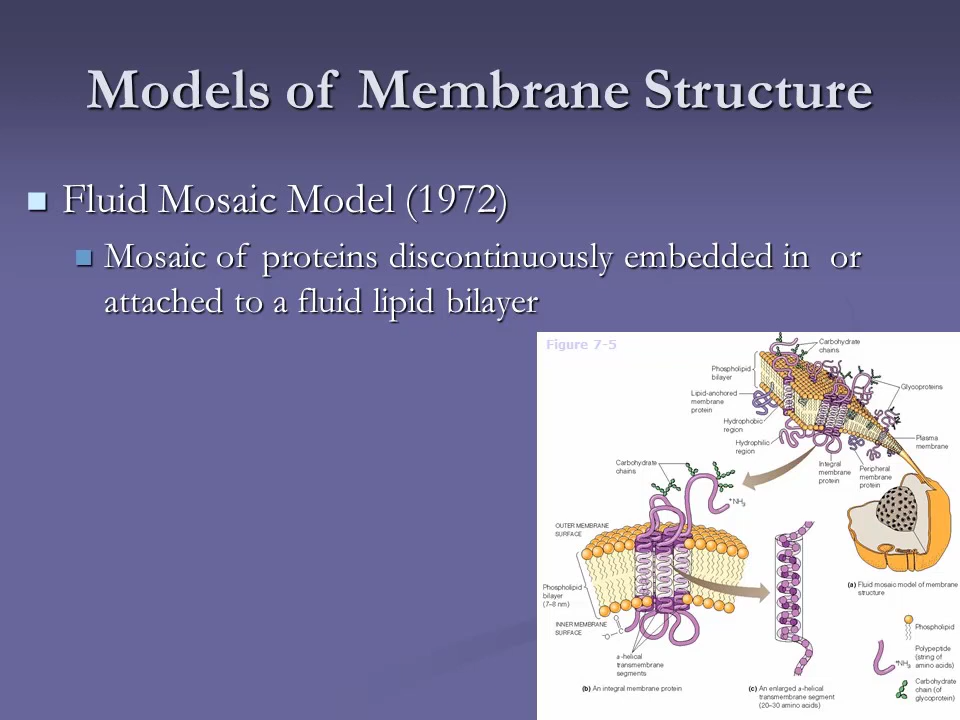 Models of Membrane Structure
Fluid Mosaic Model (1972)
Mosaic of proteins discontinuously embedded in or
attached to a fluid lipid bilayer
Figure 7-5
Carbohydrate
chains
Phospholipid
bilayer
Glycoproteins
Lipid-anchored
membrane
protein
Hydrophobic
region
Hydrophilic
region
Plasma
membrane
Integral
membrane
protein
Peripheral
membrane
protein
Carbohydrate
chains
+NH3
OUTER MEMBRANE
SURFACE
Phospholipid
bilayer
(7–8 nm)
INNER MEMBRANE
SURFACE
O
−O
C
a-helical
transmembrane
segments
(a) Fluid mosaic model of membrane
structure
Phospholipid
Polypeptide
(string of
amino acids)
+NH3
Carbohydrate
chain (of
glycoprotein)
(b) An integral membrane protein
(c) An enlarged a-helical
transmembrane segment
(20–30 amino acids)